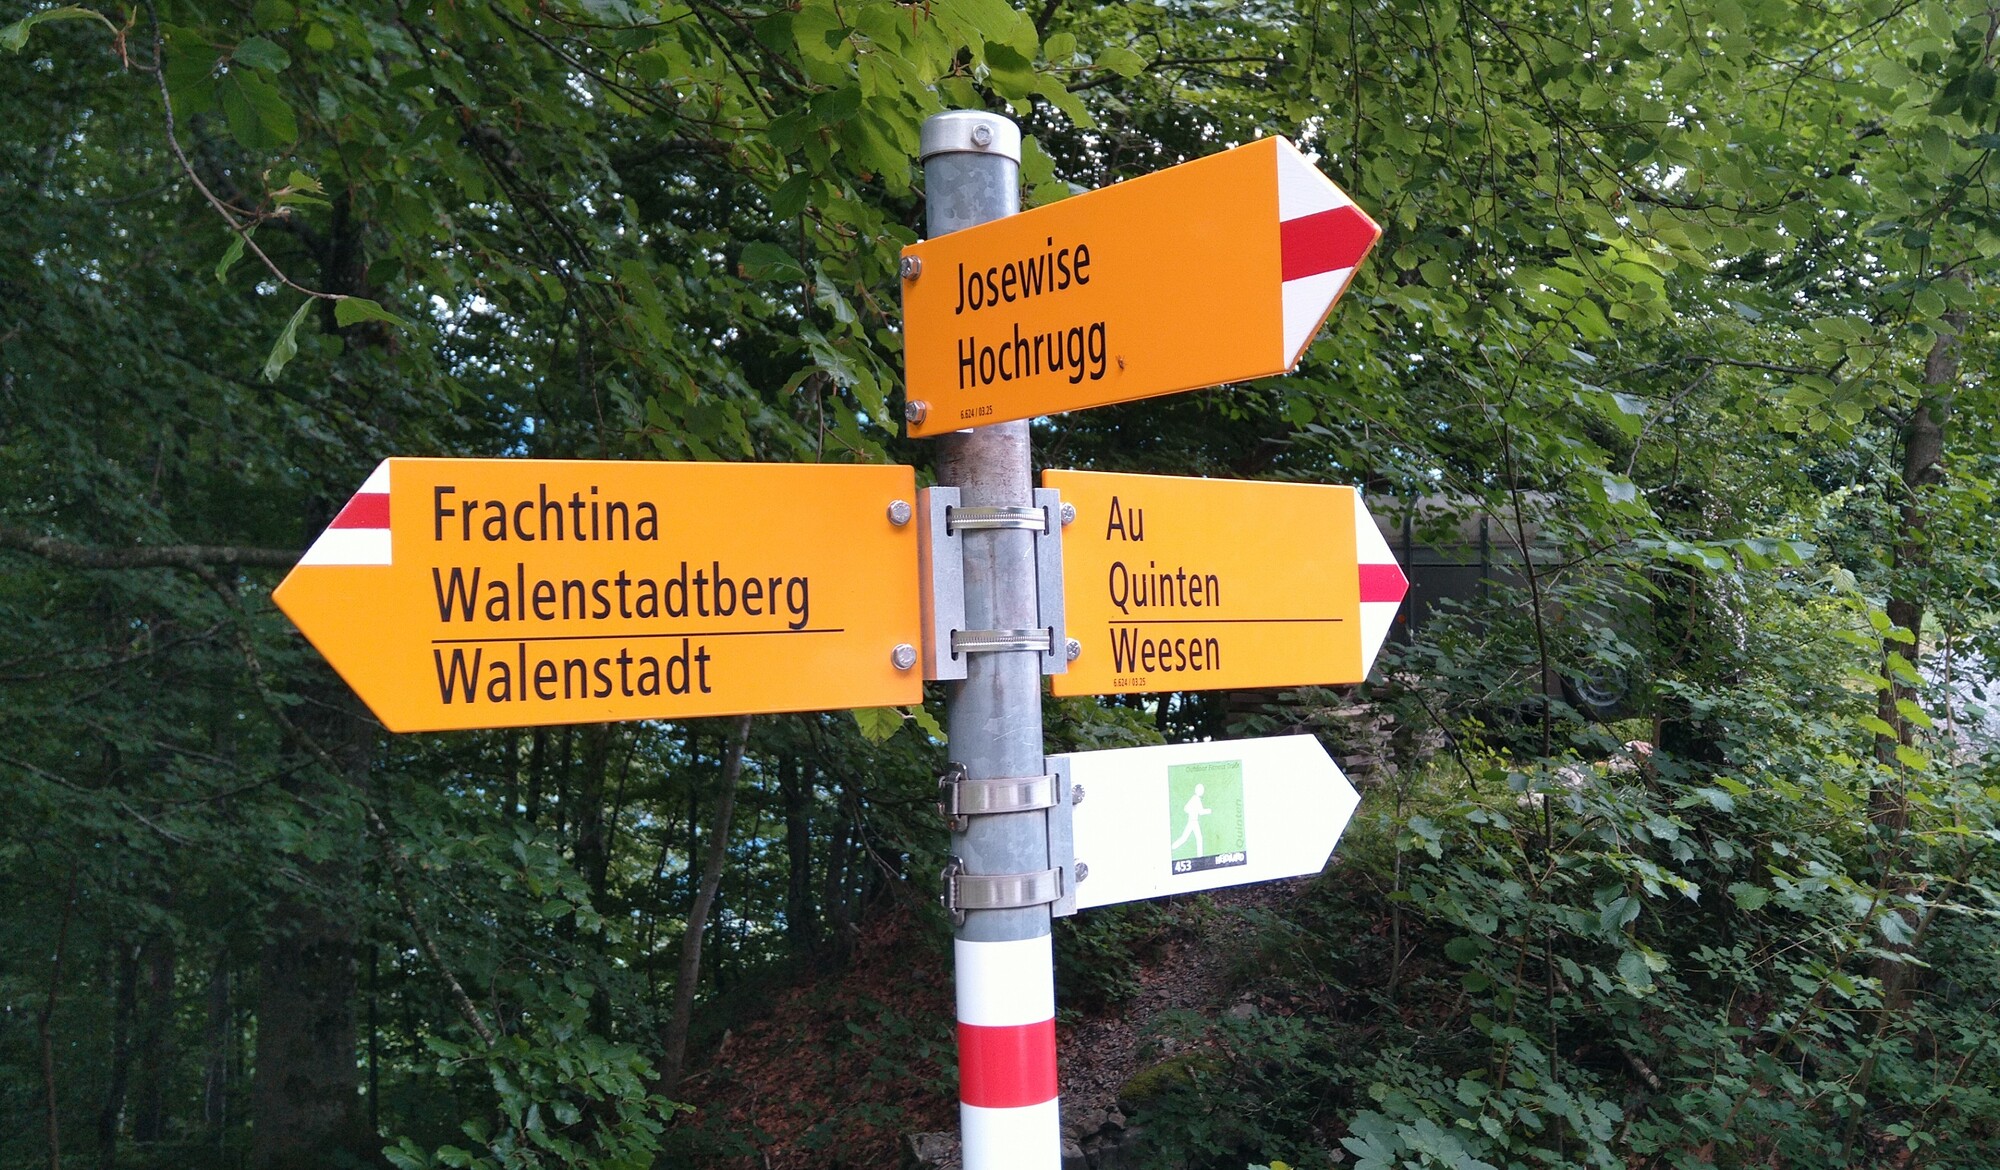 Josewise
Hochrugg
6.624 / 03.25
Frachtina
Walenstadtberg
Walenstadt
Au
Quinten
Weesen
6.624 / 03.25
Quinten
453